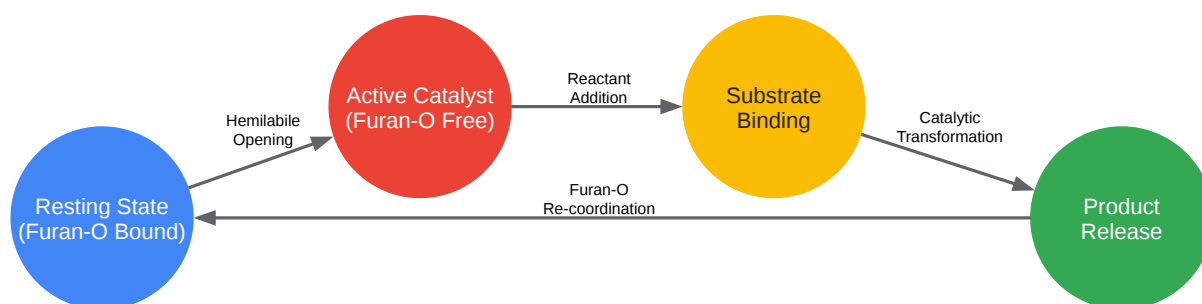 Resting State
(Furan-O Bound)
Hemilabile
Opening
Active Catalyst
(Furan-O Free)
Reactant
Addition
Substrate
Binding
Catalytic
Transformation
Product
Release
Furan-O
Re-coordination